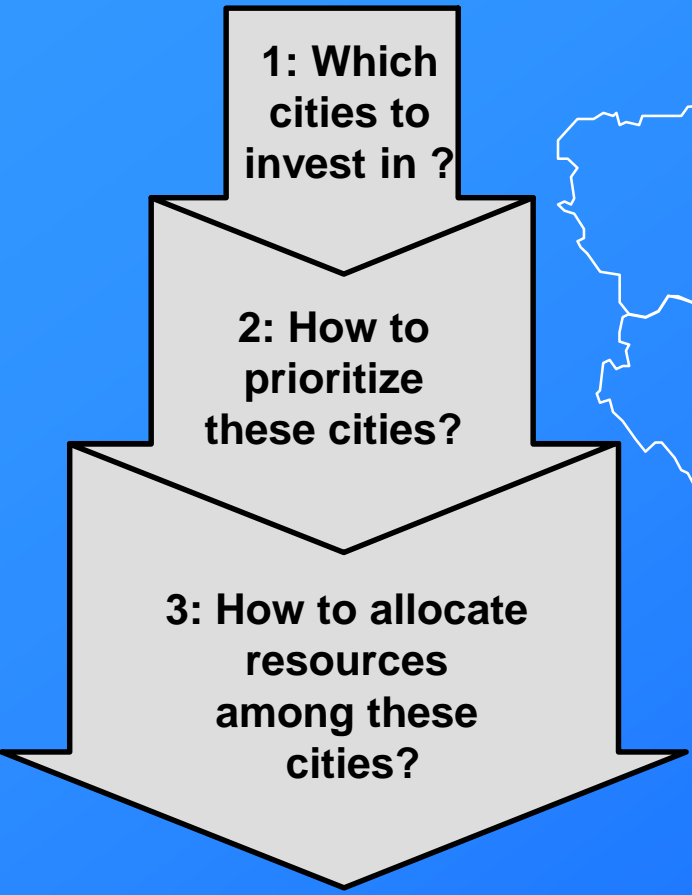 1: Which
cities to
invest in ?
2: How to
prioritize
these cities?
3: How to allocate
resources
among these
cities?